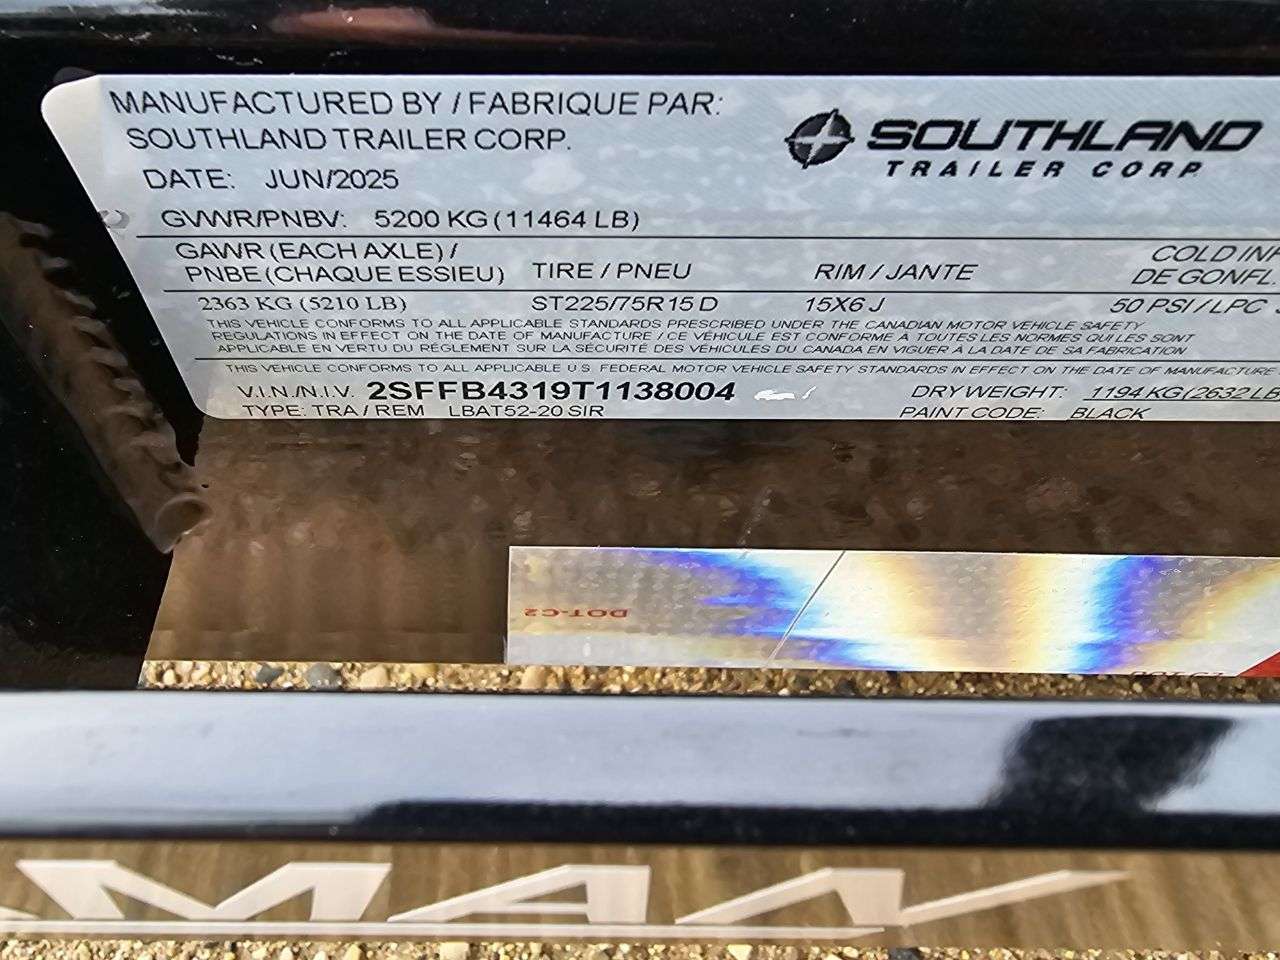 MANUFACTURED BY / FABRIQUE PAR:
SOUTHLAND TRAILER CORP.
SOUTHLAND
TRAILER CORP
DATE: JUN/2025
GVWR/PNBV: 5200 KG (11464 LB)
GAWR (EACH AXLE) /
PNBE (CHAQUE ESSIEU)
TIRE / PNEU
RIM / JANTE
COLD INF
DE GONFL.
2363 KG (5210 LB) ST225/75R15 D 15X6 J 50 PSI / LPC
THIS VEHICLE CONFORMS TO ALL APPLICABLE STANDARDS PRESCRIBED UNDER THE CANADIAN MOTOR VEHICLE SAFETY
REGULATIONS IN EFFECT ON THE DATE OF MANUFACTURE / CE VEHICULE EST CONFORME A TOUTES LES NORMES QUI LES SONT
APPLICABLE EN VERTU DU RÉGLEMENT SUR LA SÉCURITÉ DES VÉHICULES DU CANADA EN VIGUER À LA DATE DE SA FABRICATION
THIS VEHICLE CONFORMS TO ALL APPLICABLE U.S FEDERAL MOTOR VEHICLE SAFETY STANDARDS IN EFFECT ON THE DATE OF MANUFACTURE
V.I.N./N.I.V. 2SFFB4319T1138004 DRY WEIGHT: 1194 KG (2632 LB
TYPE: TRA / REM LBAT52-20 SIR PAINT CODE: BLACK
DOT-C2